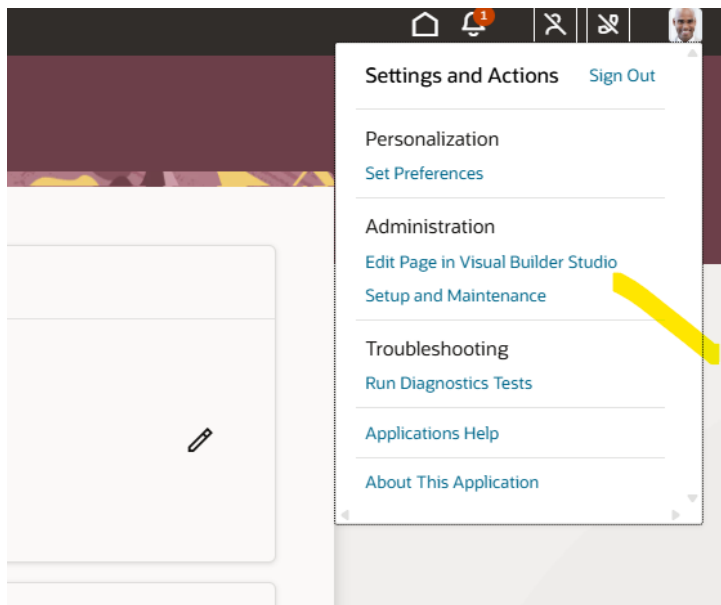 1
Settings and Actions Sign Out
Personalization
Set Preferences
Administration
Edit Page in Visual Builder Studio
Setup and Maintenance
Troubleshooting
Run Diagnostics Tests
Applications Help
About This Application